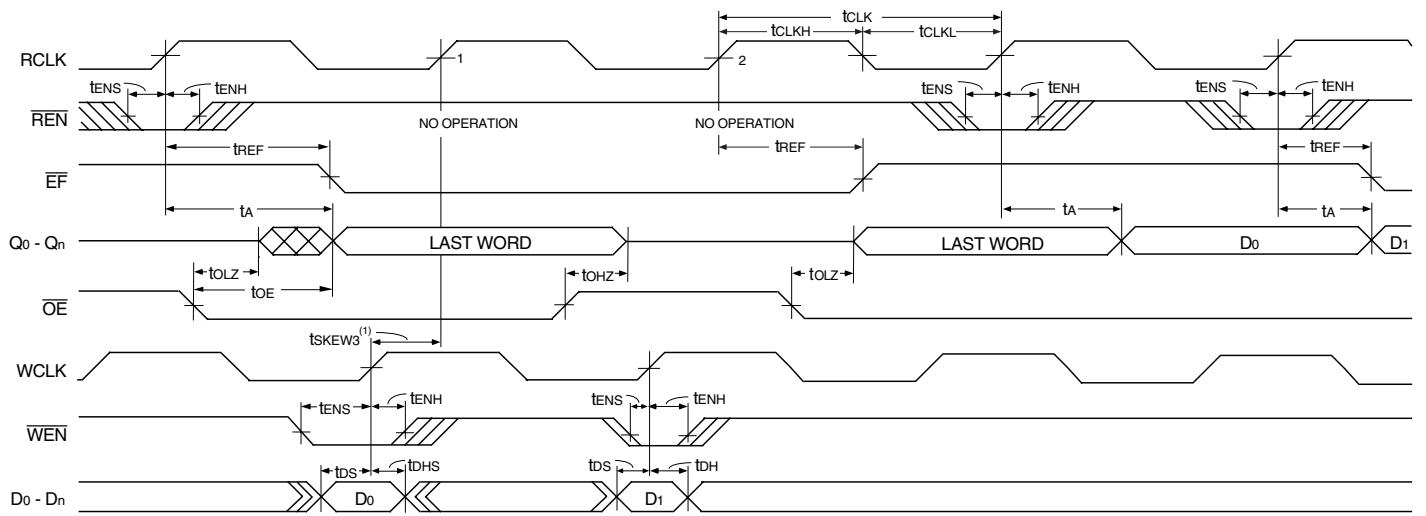 tCLK
tCLKH tCLKL
RCLK 1 2
tENS tENH tENS tENH tENS tENH
REN
NO OPERATION NO OPERATION
tREF tREF tREF
EF
tA tA tA
Q0 - Qn LAST WORD LAST WORD D0 D1
tOLZ tOHZ tOLZ
tOE
OE
tSKEW3(1)
WCLK
tENS tENH tENS tENH
WEN
tDS tDHS tDS tDH
D0 - Dn D0 D1